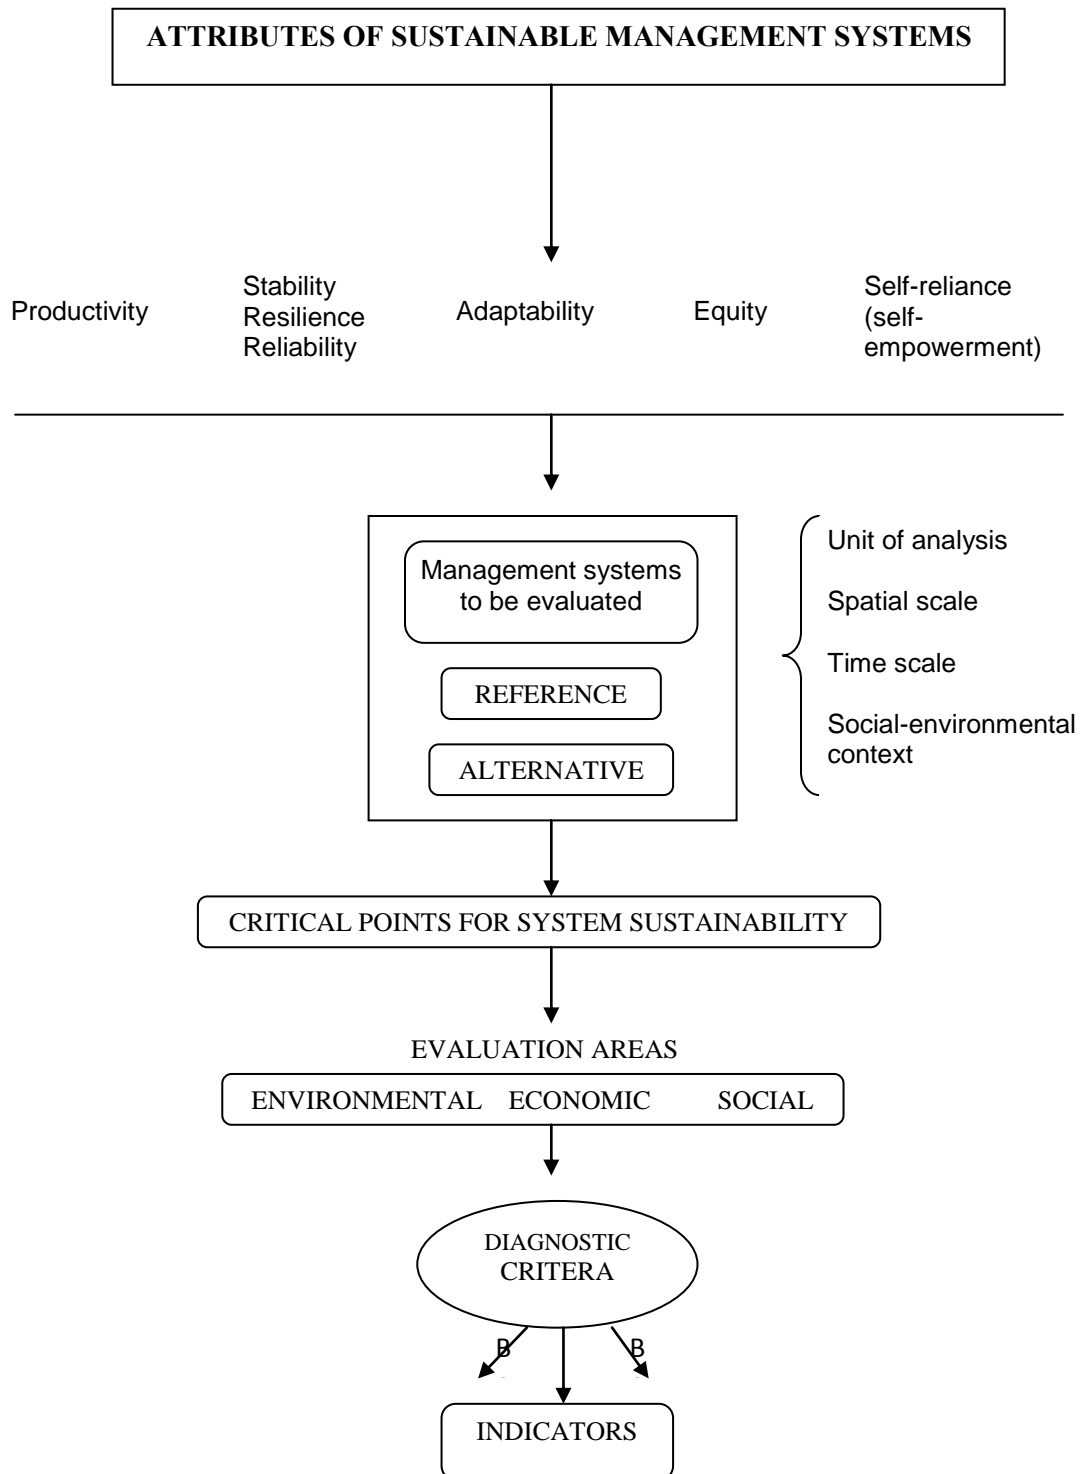 ATTRIBUTES OF SUSTAINABLE MANAGEMENT SYSTEMS
Productivity
Stability
Resilience
Reliability
Adaptability
Equity
Self-reliance
(self-
empowerment)
Management systems
to be evaluated
REFERENCE
ALTERNATIVE
Unit of analysis
Spatial scale
Time scale
Social-environmental
context
CRITICAL POINTS FOR SYSTEM SUSTAINABILITY
EVALUATION AREAS
ENVIRONMENTAL ECONOMIC SOCIAL
DIAGNOSTIC
CRITERA
B B
INDICATORS